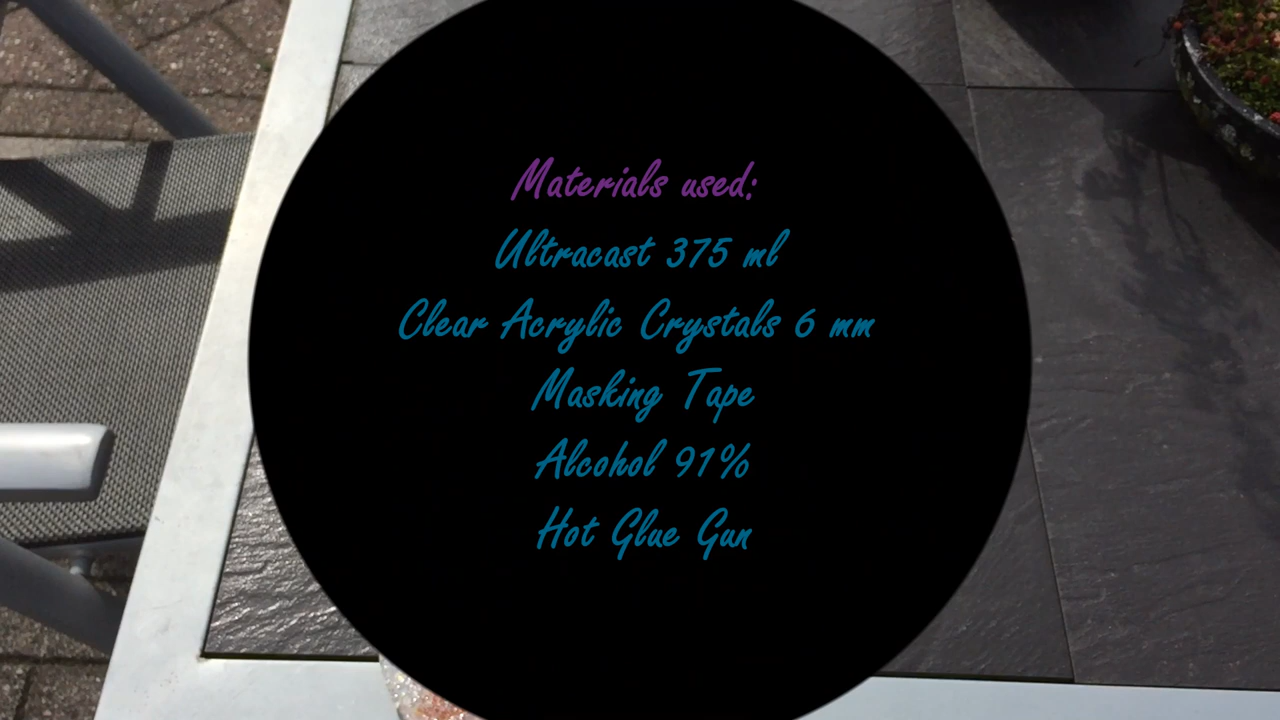 Materials used:
Ultracast 375 ml
Clear Acrylic Crystals 6 mm
Masking Tape
Alcohol 91%
Hot Glue Gun